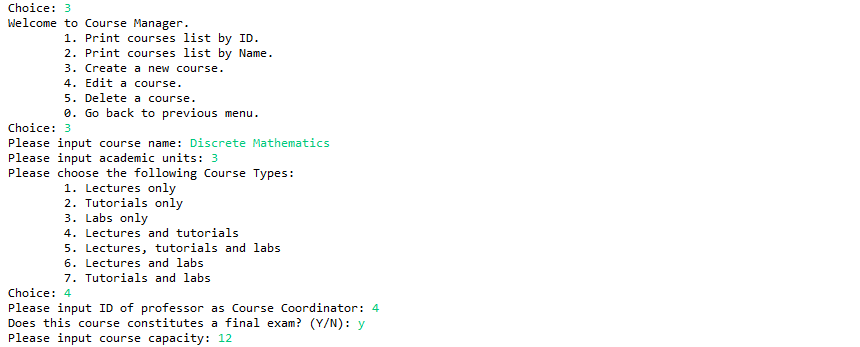 Choice: 3
Welcome to Course Manager.
1. Print courses list by ID.
2. Print courses list by Name.
3. Create a new course.
4. Edit a course.
5. Delete a course.
0. Go back to previous menu.
Choice: 3
Please input course name: Discrete Mathematics
Please input academic units: 3
Please choose the following Course Types:
1. Lectures only
2. Tutorials only
3. Labs only
4. Lectures and tutorials
5. Lectures, tutorials and labs
6. Lectures and labs
7. Tutorials and labs
Choice: 4
Please input ID of professor as Course Coordinator: 4
Does this course constitutes a final exam? (Y/N): y
Please input course capacity: 12